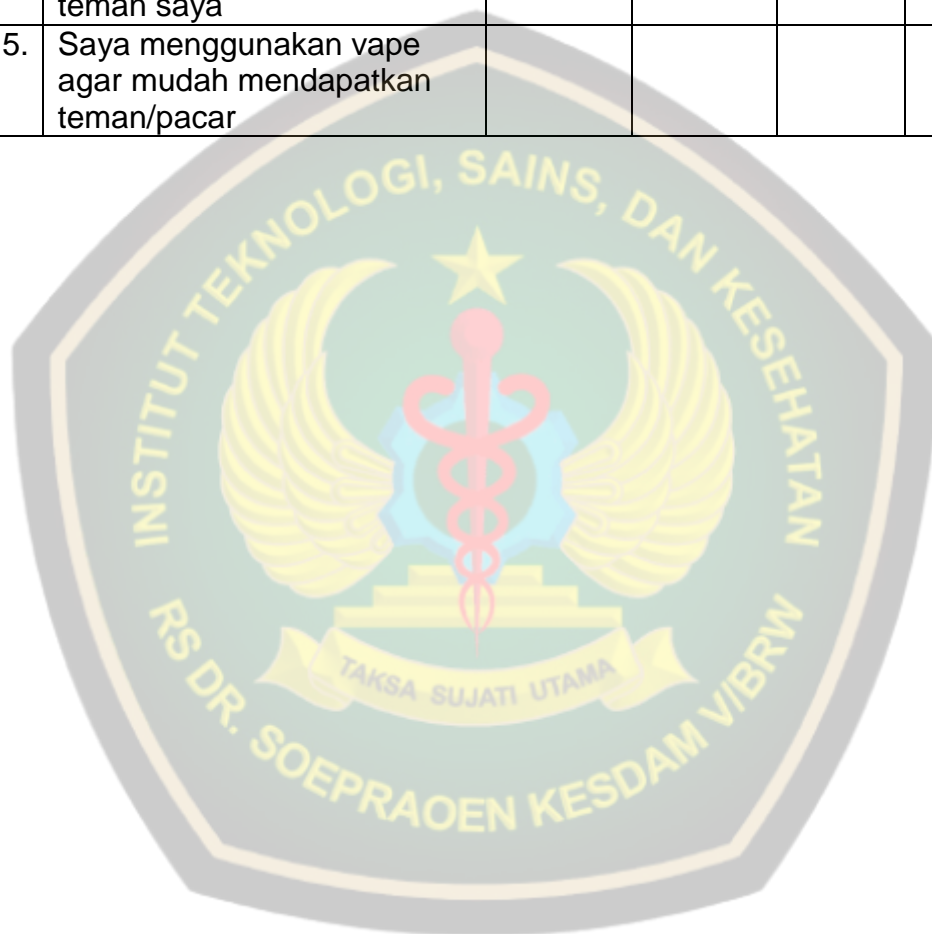 teman saya
5. Saya menggunakan vape
agar mudah mendapatkan
teman/pacar
INSTITUT TEKNOLOGI, SAINS, DAN KESEHATAN
TAKSA SUJATI UTAMA
RS DR. SOEPRAOEN KESDAM V/BRW